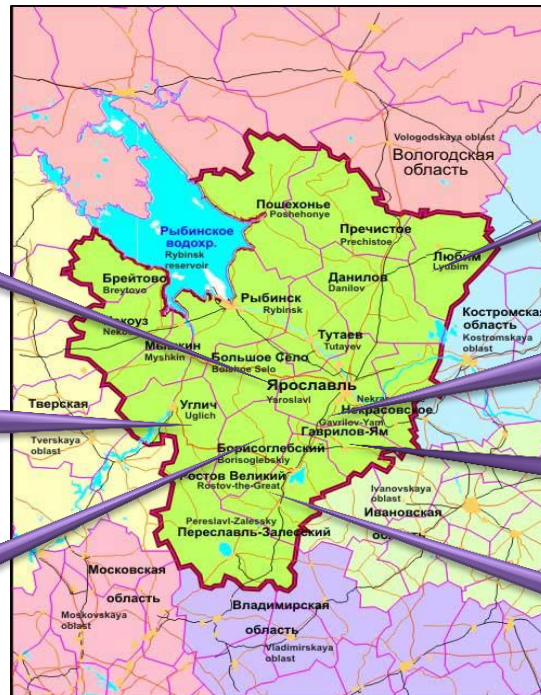 Vologodskaya oblast
Вологодская
область
Пошехонье
Poshehonye
Пречистое
Prechistoe
Рыбинское
водохр.
Rybinsk
reservoir
Любим
Lyubim
Брейтово
Breytovo
Данилов
Danilov
Рыбинск
Rybinsk
Костромская
область
Kostromskaya
oblast
Тутаев
Tutayev
Мышкин
Myshkin
Большое Село
Bolshoe Selo
Ярославль
Yaroslavl
Тверская
область
Tverskaya
oblast
Углич
Uglich
Некрасовское
Gavrilov-Yam
Гаврилов-Ям
Борисоглебский
Borisoglebskiy
Ростов Великий
Rostov-the-Great
Ivanovskaya
oblast
Ивановская
область
Pereslavl-Zalessky
Переславль-Залесский
Московская
область
Moskovskaya
oblast
Владимирская
область
Vladimirskaya
oblast